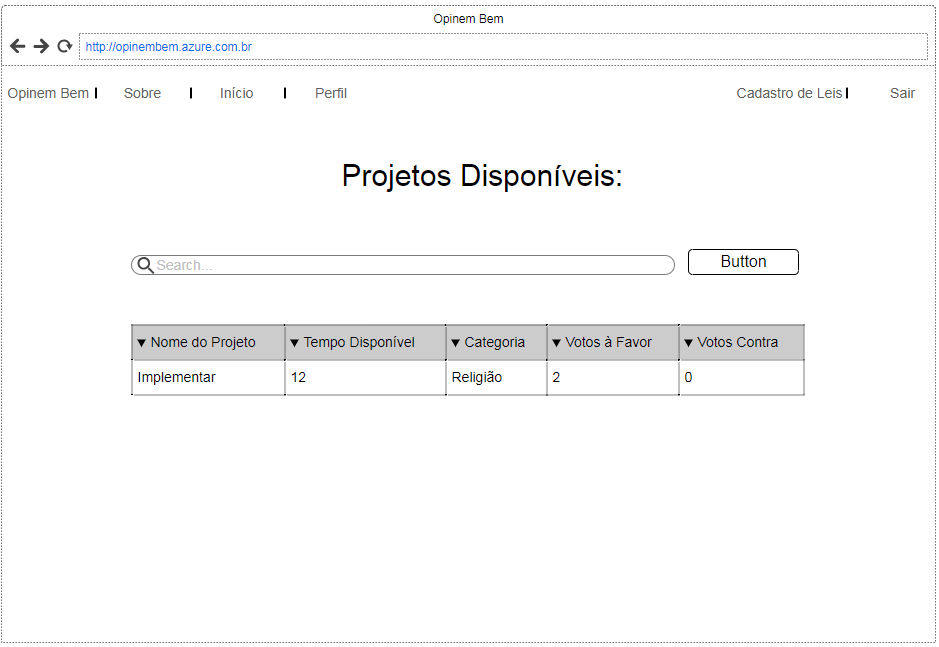 Opinem Bem
http://opinembem.azure.com.br
Opinem Bem Sobre Início Perfil Cadastro de Leis Sair
Projetos Disponíveis:
Search... Button
Nome do Projeto Tempo Disponível Categoria Votos à Favor Votos Contra
Implementar 12 Religião 2 0